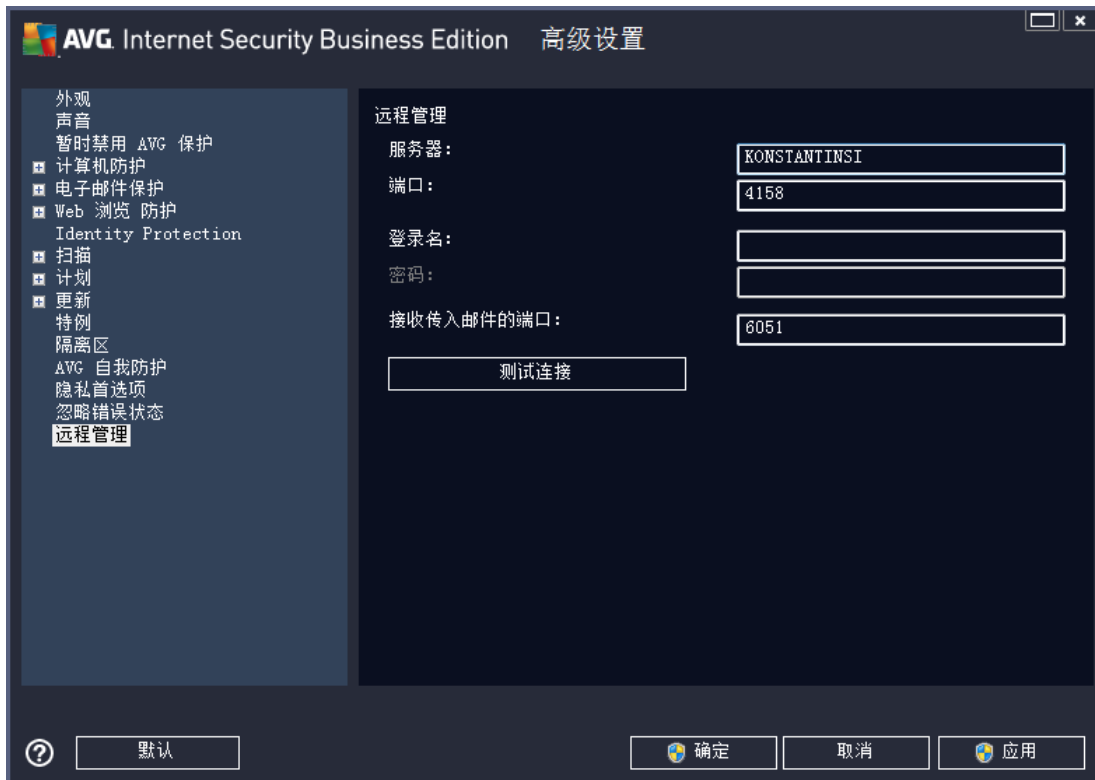 AVG. Internet Security Business Edition 高级设置
外观
声音
暂时禁用 AVG 保护
计算机防护
电子邮件保护
Web 浏览 防护
Identity Protection
扫描
计划
更新
特例
隔离区
AVG 自我防护
隐私首选项
忽略错误状态
远程管理
远程管理
服务器: KONSTANTINSI
端口: 4158
登录名:
密码:
接收传入邮件的端口: 6051
测试连接
默认 确定 取消 应用